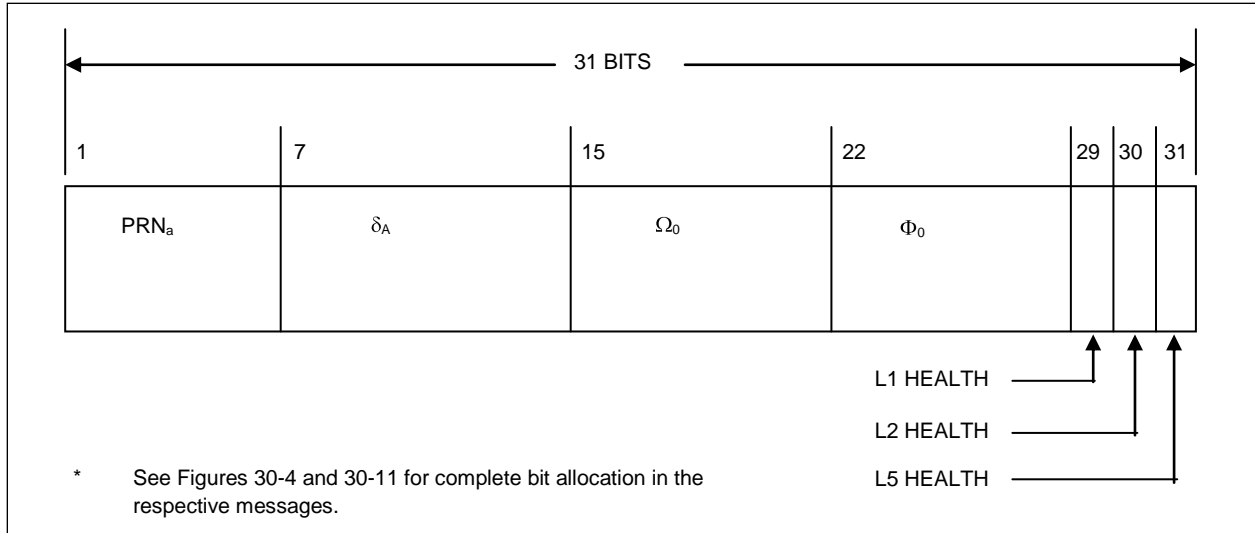 31 BITS
1 7 15 22 29 30 31
PRNa δA Ω0 Φ0
L1 HEALTH
L2 HEALTH
* See Figures 30-4 and 30-11 for complete bit allocation in the
L5 HEALTH
respective messages.